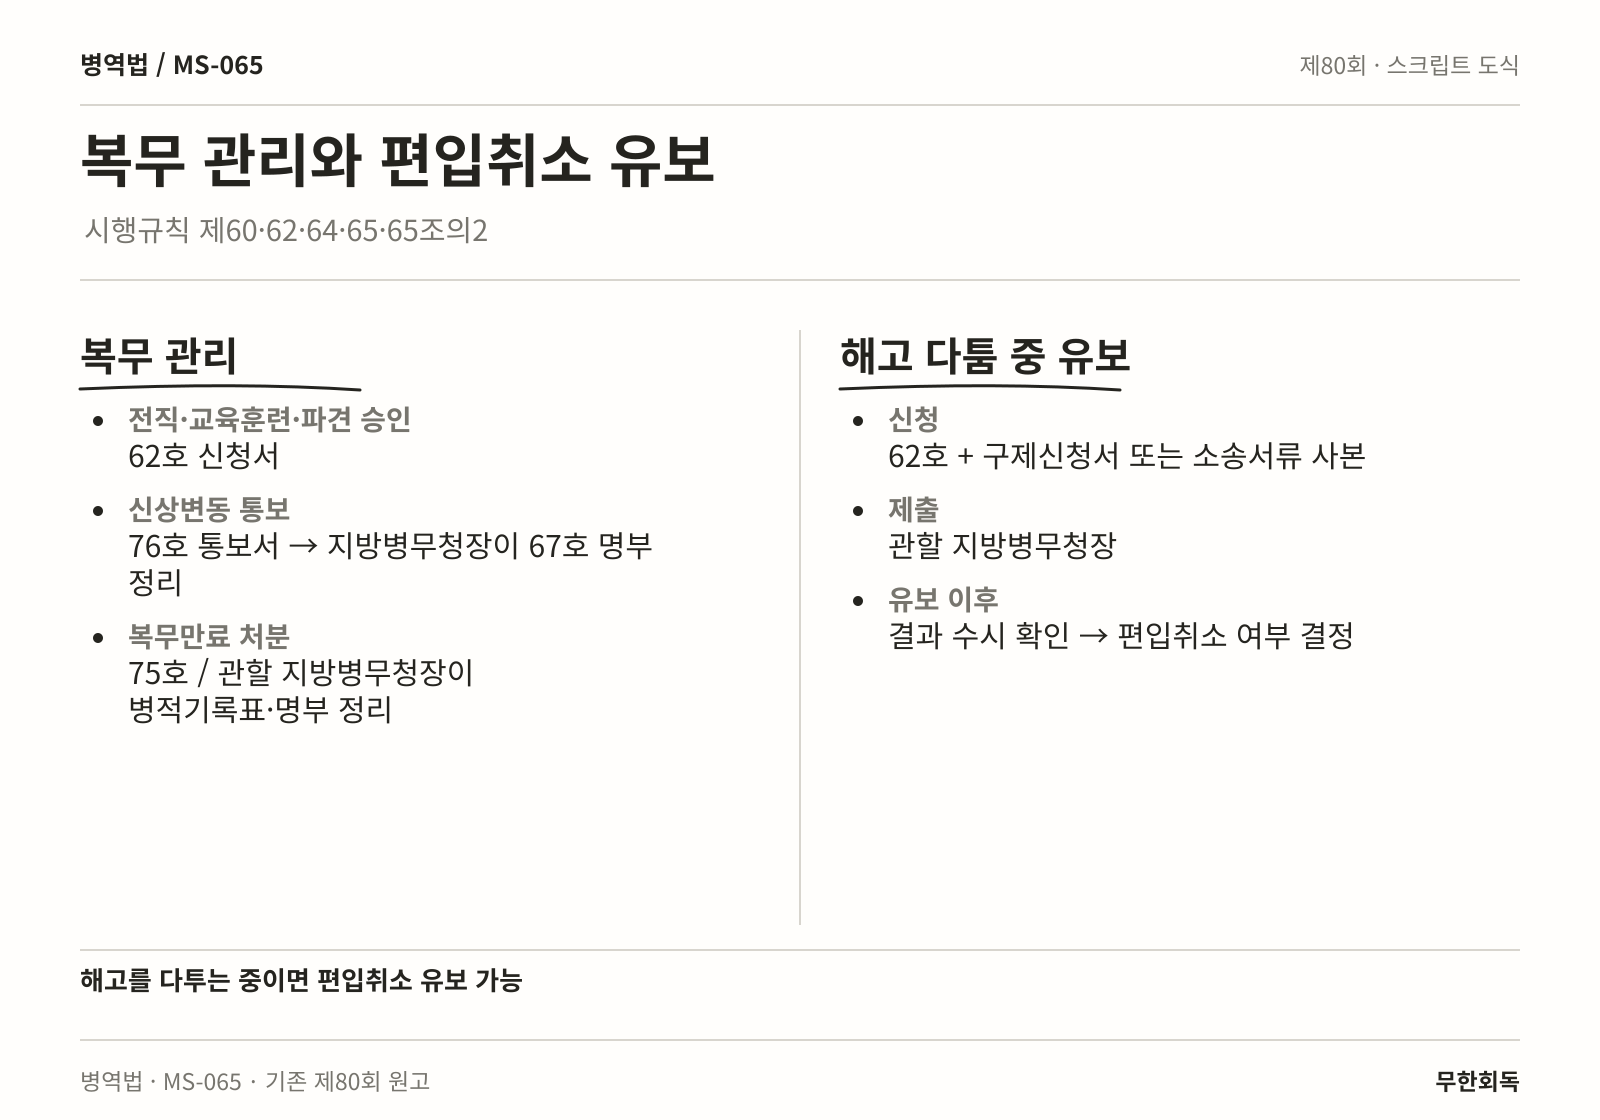 병역법 / MS-065
제80회 · 스크립트 도식
복무 관리와 편입취소 유보
시행규칙 제60·62·64·65·65조의2
복무 관리
• 전직·교육훈련·파견 승인
62호 신청서
• 신상변동 통보
76호 통보서 → 지방병무청장이 67호 명부
정리
• 복무만료 처분
75호 / 관할 지방병무청장이
병적기록표·명부 정리
해고 다툼 중 유보
• 신청
62호 + 구제신청서 또는 소송서류 사본
• 제출
관할 지방병무청장
• 유보 이후
결과 수시 확인 → 편입취소 여부 결정
해고를 다투는 중이면 편입취소 유보 가능
병역법 · MS-065 · 기존 제80회 원고
무한회독